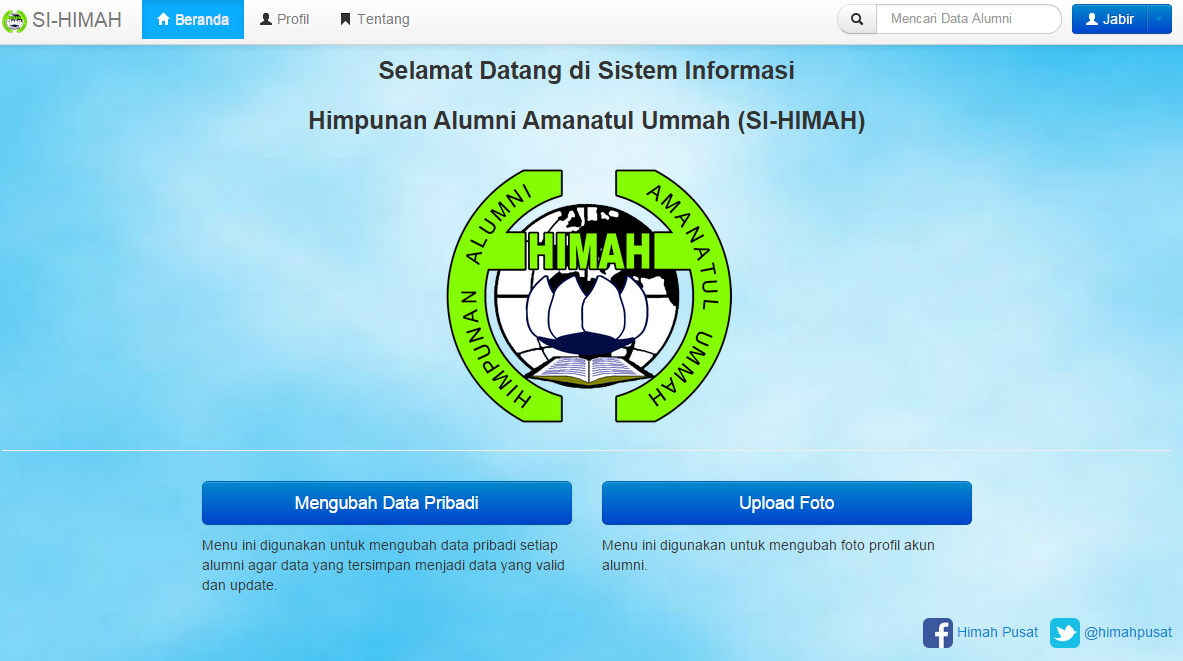 SI-HIMAH Beranda Profil Tentang Mencari Data Alumni Jabir
Selamat Datang di Sistem Informasi
Himpunan Alumni Amanatul Ummah (SI-HIMAH)
HIMPUNAN ALUMNI
AMANATUL UMMAH
HIMAH
Mengubah Data Pribadi
Menu ini digunakan untuk mengubah data pribadi setiap
alumni agar data yang tersimpan menjadi data yang valid
dan update.
Upload Foto
Menu ini digunakan untuk mengubah foto profil akun
alumni.
Himah Pusat @himahpusat